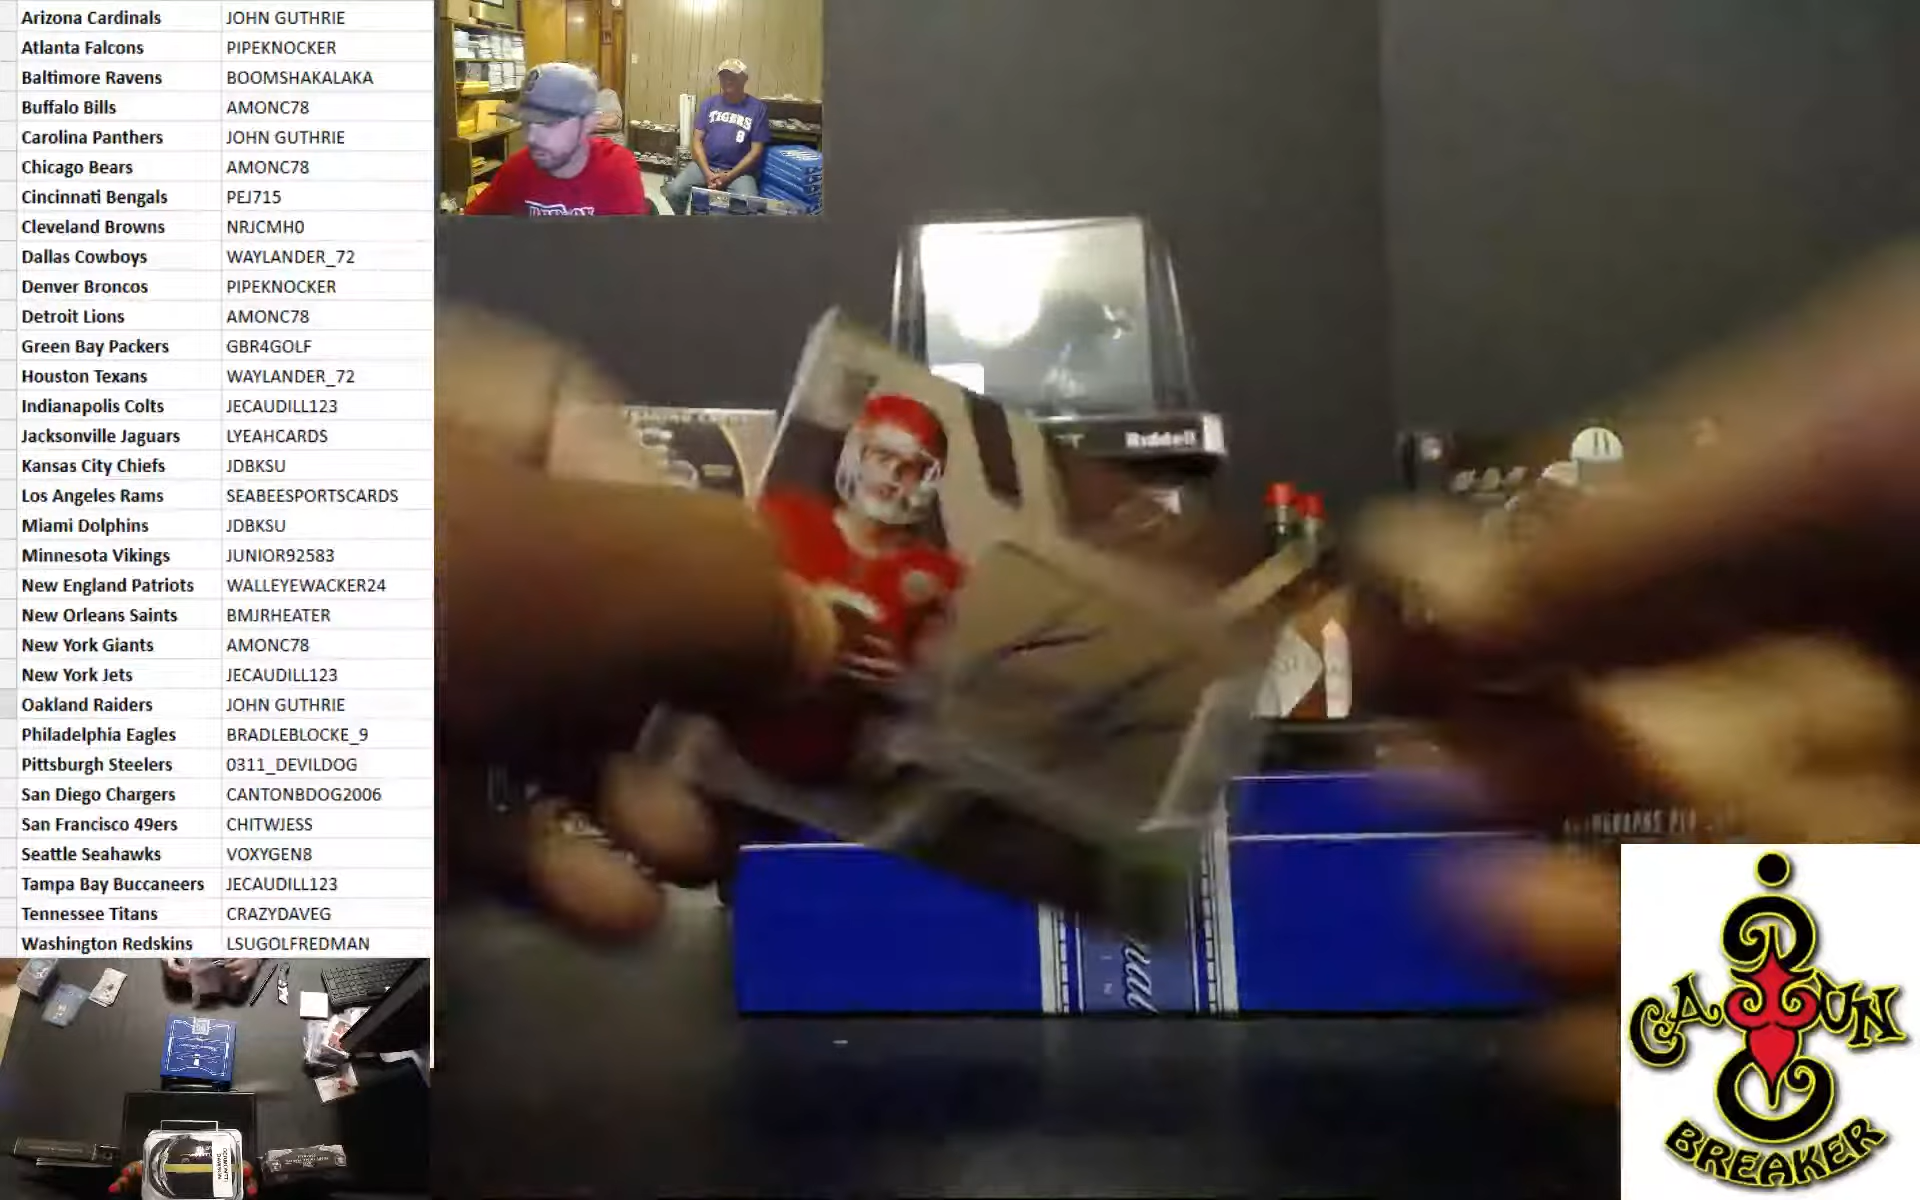 Arizona Cardinals JOHN GUTHRIE
Atlanta Falcons PIPEKNOCKER
Baltimore Ravens BOOMSHAKALAKA
Buffalo Bills AMONC78
Carolina Panthers JOHN GUTHRIE
Chicago Bears AMONC78
Cincinnati Bengals PEJ715
Cleveland Browns NRJCMH0
Dallas Cowboys WAYLANDER_72
Denver Broncos PIPEKNOCKER
Detroit Lions AMONC78
Green Bay Packers GBR4GOLF
Houston Texans WAYLANDER_72
Indianapolis Colts JECAUDILL123
Jacksonville Jaguars LYEAHCARDS
Kansas City Chiefs JDBKSU
Los Angeles Rams SEABEESPORTSCARDS
Miami Dolphins JDBKSU
Minnesota Vikings JUNIOR92583
New England Patriots WALLEYEWACKER24
New Orleans Saints BMJRHEATER
New York Giants AMONC78
New York Jets JECAUDILL123
Oakland Raiders JOHN GUTHRIE
Philadelphia Eagles BRADLEBLOCKE_9
Pittsburgh Steelers 0311_DEVILDOG
San Diego Chargers CANTONBDOG2006
San Francisco 49ers CHITWJESS
Seattle Seahawks VOXYGEN8
Tampa Bay Buccaneers JECAUDILL123
Tennessee Titans CRAZYDAVEG
Washington Redskins LSUGOLFREDMAN
TIGERS
8
Riddell
CAJUN
BREAKER